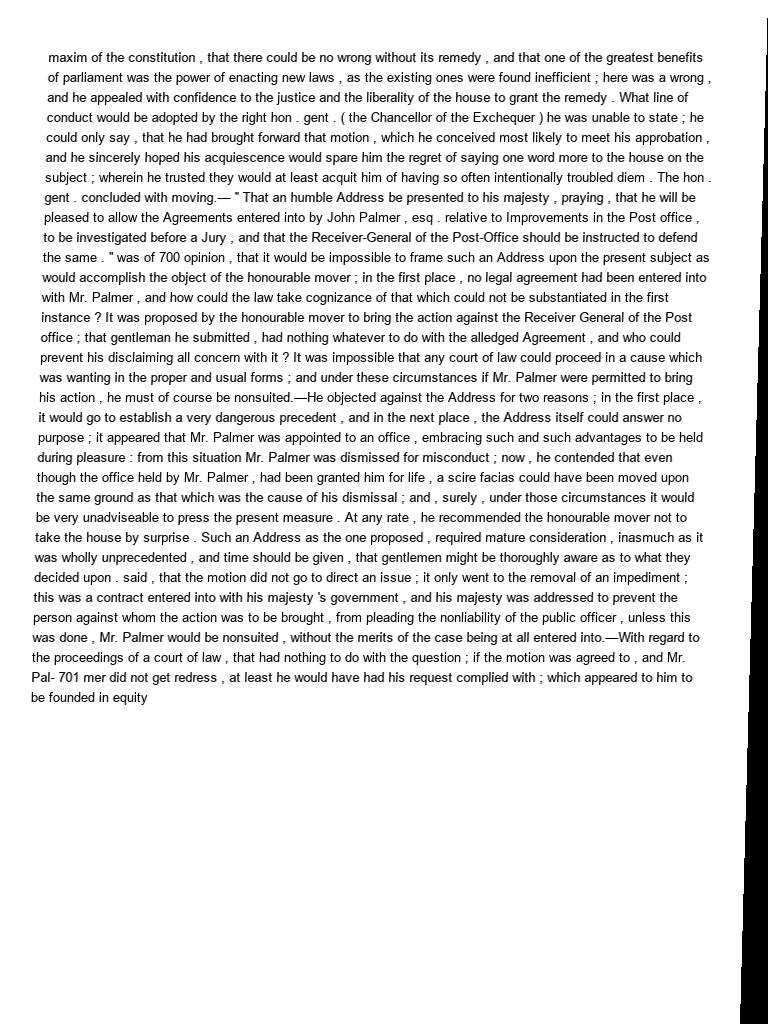 maxim of the constitution , that there could be no wrong without its remedy , and that one of the greatest benefits
of parliament was the power of enacting new laws , as the existing ones were found inefficient ; here was a wrong ,
and he appealed with confidence to the justice and the liberality of the house to grant the remedy . What line of
conduct would be adopted by the right hon . gent . ( the Chancellor of the Exchequer ) he was unable to state ; he
could only say , that he had brought forward that motion , which he conceived most likely to meet his approbation ,
and he sincerely hoped his acquiescence would spare him the regret of saying one word more to the house on the
subject ; wherein he trusted they would at least acquit him of having so often intentionally troubled diem . The hon .
gent . concluded with moving.— " That an humble Address be presented to his majesty , praying , that he will be
pleased to allow the Agreements entered into by John Palmer , esq . relative to Improvements in the Post office ,
to be investigated before a Jury , and that the Receiver-General of the Post-Office should be instructed to defend
the same . " was of 700 opinion , that it would be impossible to frame such an Address upon the present subject as
would accomplish the object of the honourable mover ; in the first place , no legal agreement had been entered into
with Mr. Palmer , and how could the law take cognizance of that which could not be substantiated in the first
instance ? It was proposed by the honourable mover to bring the action against the Receiver General of the Post
office ; that gentleman he submitted , had nothing whatever to do with the alledged Agreement , and who could
prevent his disclaiming all concern with it ? It was impossible that any court of law could proceed in a cause which
was wanting in the proper and usual forms ; and under these circumstances if Mr. Palmer were permitted to bring
his action , he must of course be nonsuited.—He objected against the Address for two reasons ; in the first place ,
it would go to establish a very dangerous precedent , and in the next place , the Address itself could answer no
purpose ; it appeared that Mr. Palmer was appointed to an office , embracing such and such advantages to be held
during pleasure : from this situation Mr. Palmer was dismissed for misconduct ; now , he contended that even
though the office held by Mr. Palmer , had been granted him for life , a scire facias could have been moved upon
the same ground as that which was the cause of his dismissal ; and , surely , under those circumstances it would
be very unadviseable to press the present measure . At any rate , he recommended the honourable mover not to
take the house by surprise . Such an Address as the one proposed , required mature consideration , inasmuch as it
was wholly unprecedented , and time should be given , that gentlemen might be thoroughly aware as to what they
decided upon . said , that the motion did not go to direct an issue ; it only went to the removal of an impediment ;
this was a contract entered into with his majesty 's government , and his majesty was addressed to prevent the
person against whom the action was to be brought , from pleading the nonliability of the public officer , unless this
was done , Mr. Palmer would be nonsuited , without the merits of the case being at all entered into.—With regard to
the proceedings of a court of law , that had nothing to do with the question ; if the motion was agreed to , and Mr.
Pal- 701 mer did not get redress , at least he would have had his request complied with ; which appeared to him to
be founded in equity